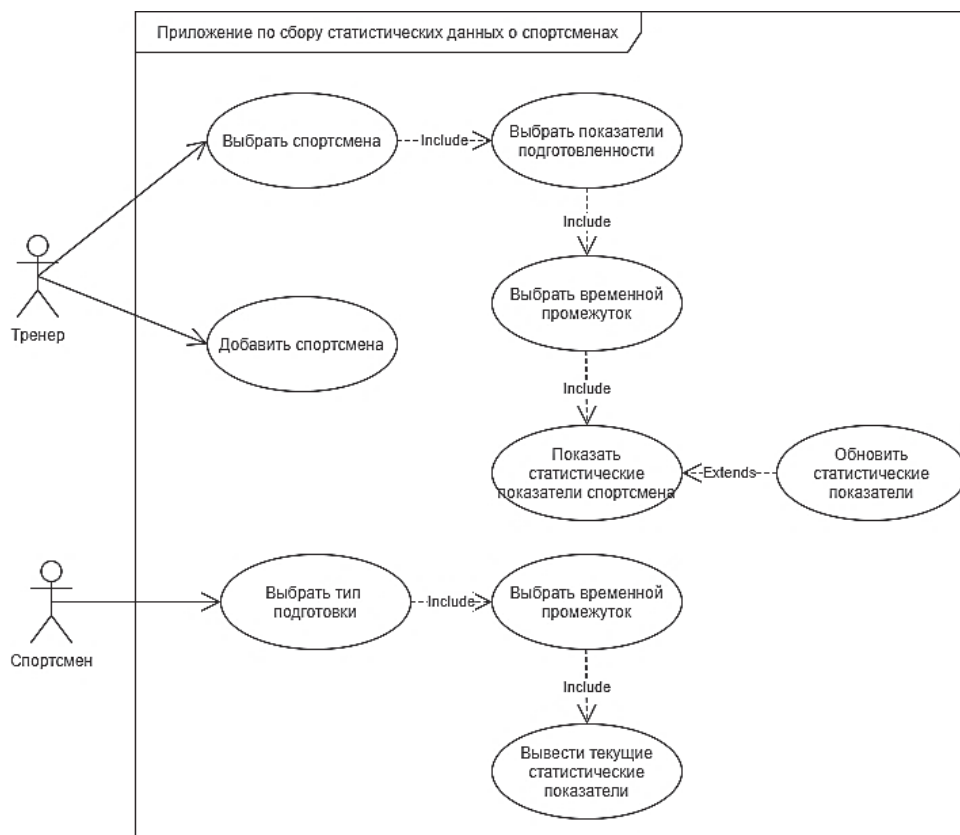 Приложение по сбору статистических данных о спортсменах
Выбрать спортсмена
Include
Выбрать показатели
подготовленности
Include
Тренер
Выбрать временной
промежуток
Добавить спортсмена
Include
Показать
статистические
показатели спортсмена
Extends
Обновить
статистические
показатели
Спортсмен
Выбрать тип
подготовки
Include
Выбрать временной
промежуток
Include
Вывести текущие
статистические
показатели